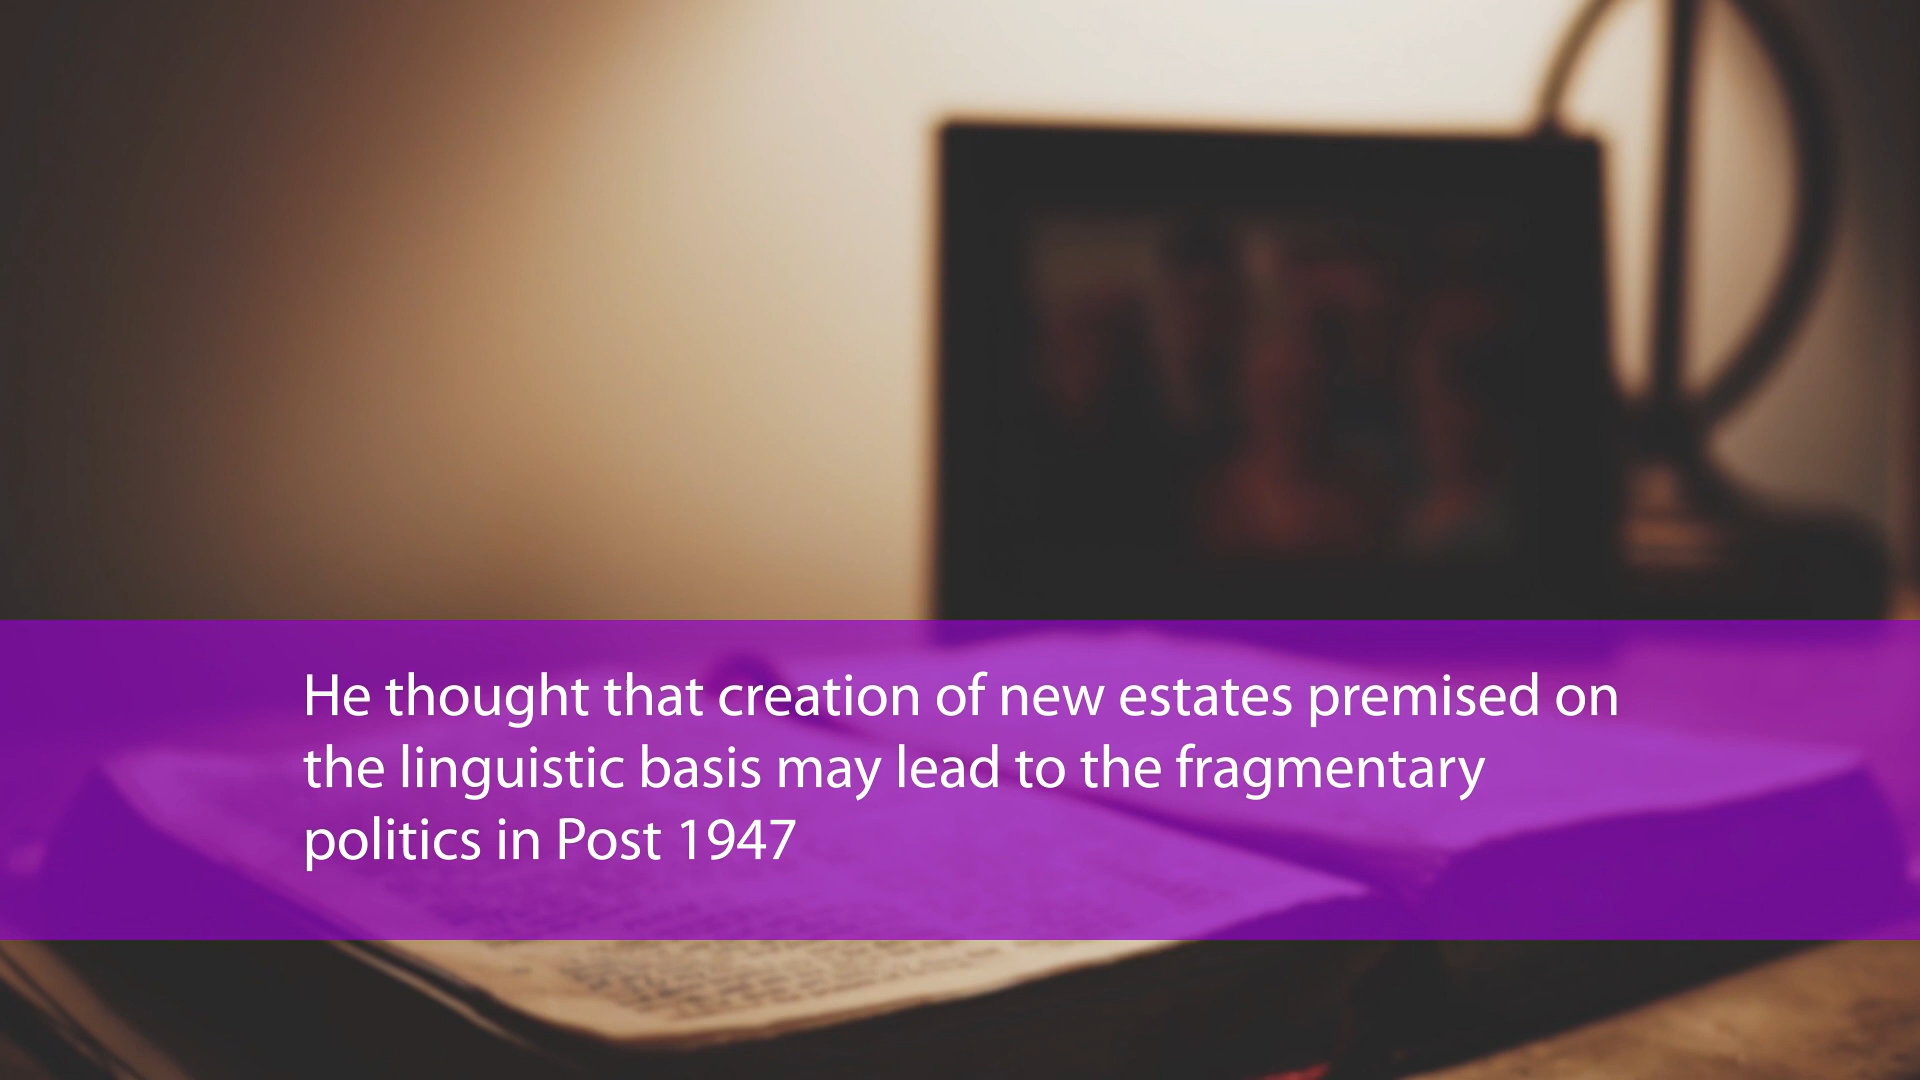 He thought that creation of new estates premised on
the linguistic basis may lead to the fragmentary
politics in Post 1947